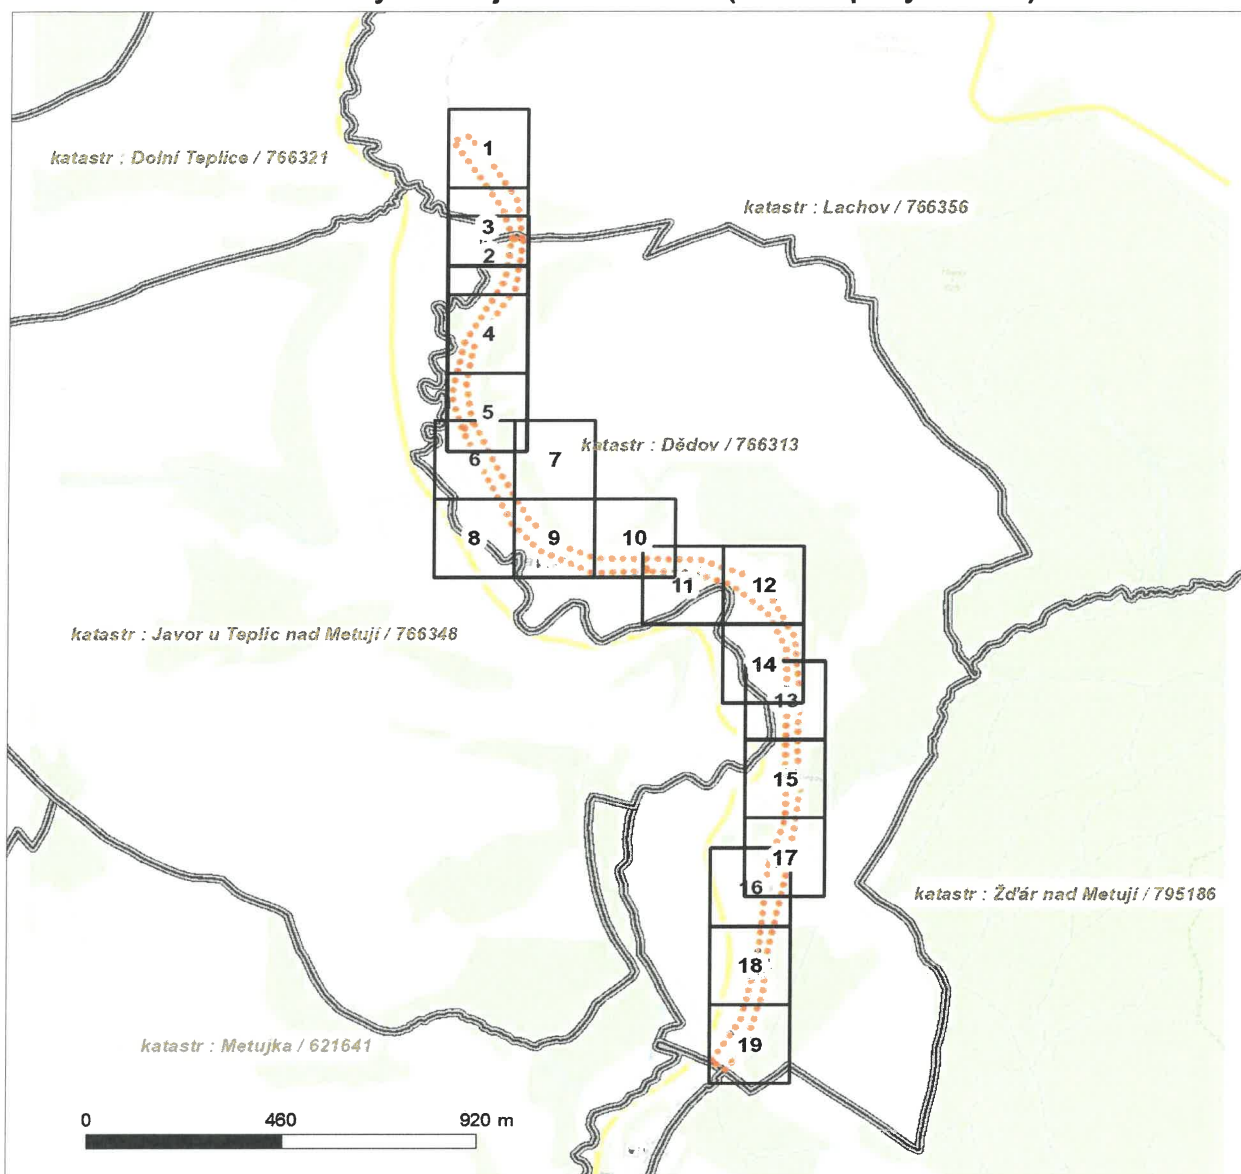 1
katastr : Dolní Teplice / 766321
katastr : Lachov / 766356
3
2
4
5
katastr : Dědov / 766313
6
7
8
9
10
11
12
katastr : Javor u Teplic nad Metují / 766348
14
13
15
17
16
katastr : Žďár nad Metují / 795186
18
katastr : Metujka / 621641
19
0 460 920 m